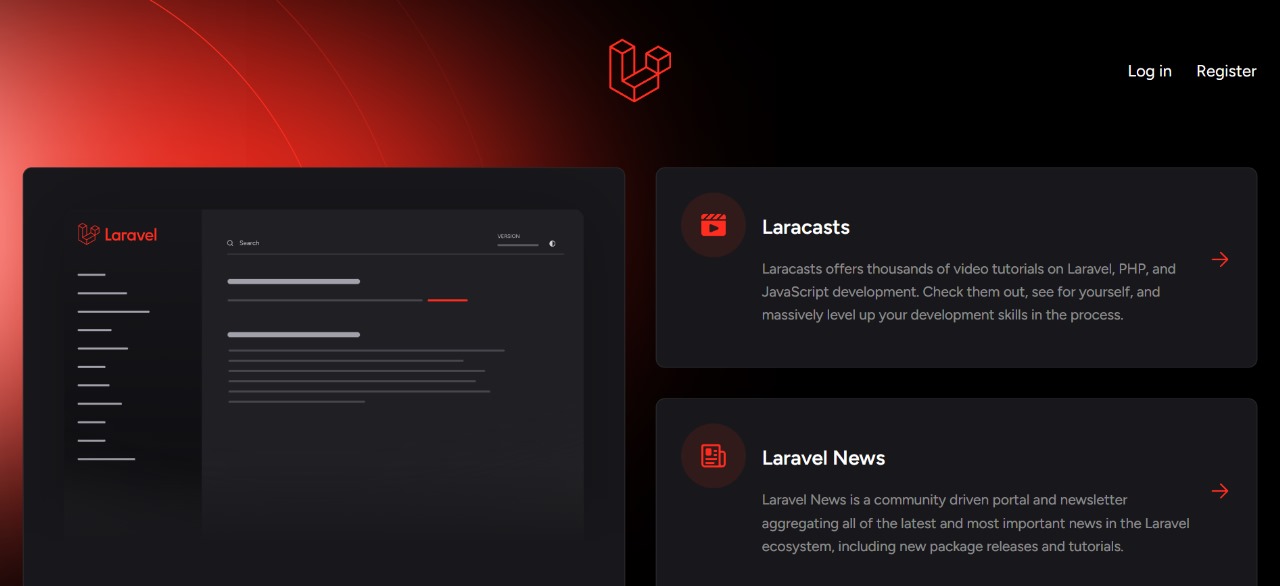 Log in Register
Laravel
Search
VERSION
Laracasts
Laracasts offers thousands of video tutorials on Laravel, PHP, and
JavaScript development. Check them out, see for yourself, and
massively level up your development skills in the process.
Laravel News
Laravel News is a community driven portal and newsletter
aggregating all of the latest and most important news in the Laravel
ecosystem, including new package releases and tutorials.